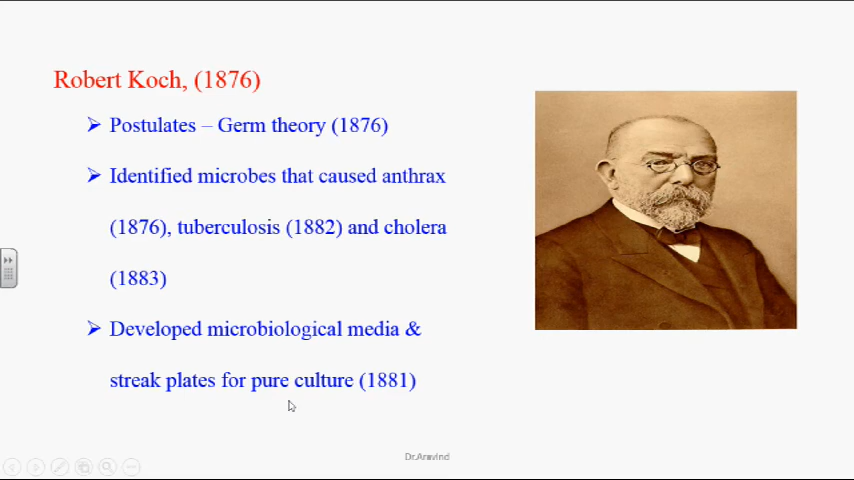 Robert Koch, (1876)
➤ Postulates – Germ theory (1876)
➤ Identified microbes that caused anthrax
(1876), tuberculosis (1882) and cholera
(1883)
➤ Developed microbiological media &
streak plates for pure culture (1881)
Dr.Aravind